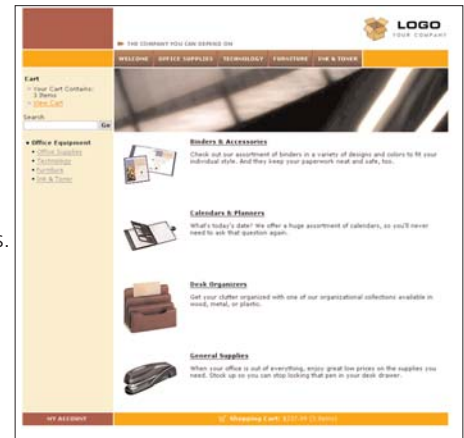 LOGO
YOUR COMPANY
THE COMPANY YOU CAN DEPEND ON
WELCOME OFFICE SUPPLIES TECHNOLOGY FURNITURE INK & TONER
Cart
Your Cart Contains:
3 Items
View Cart
Search
Go
Office Equipment
Office Supplies
Technology
Furniture
Ink & Toner
Binders & Accessories
Check out our assortment of binders in a variety of designs and colors to fit your
individual style. And they keep your paperwork neat and safe, too.
Calendars & Planners
What's today's date? We offer a huge assortment of calendars, so you'll never
need to ask that question again.
s.
Desk Organizers
Get your clutter organized with one of our organizational collections available in
wood, metal, or plastic.
General Supplies
When your office is out of everything, enjoy great low prices on the supplies you
need. Stock up so you can stop looking that pen in your desk drawer.
MY ACCOUNT
Shopping Cart: (3 items)